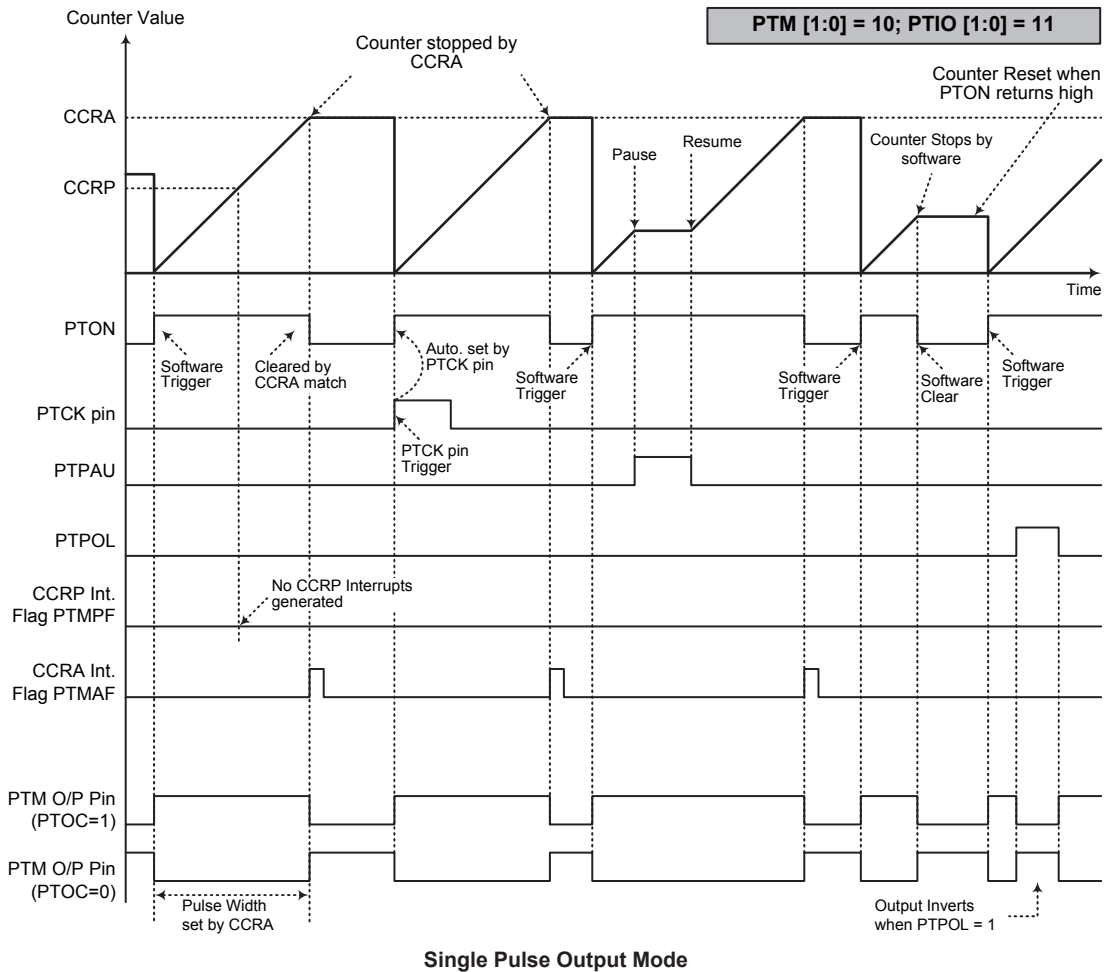 Counter Value
PTM [1:0] = 10; PTIO [1:0] = 11
Counter stopped by
CCRA
Counter Reset when
PTON returns high
CCRA
Pause
Resume
Counter Stops by
software
CCRP
Time
PTON
Software
Trigger
Cleared by
CCRA match
Auto. set by
PTCK pin
Software
Trigger
Software
Trigger
Software
Clear
Software
Trigger
PTCK pin
PTCK pin
Trigger
PTPAU
PTPOL
CCRP Int.
Flag PTMPF
No CCRP Interrupts
generated
CCRA Int.
Flag PTMAF
PTM O/P Pin
(PTOC=1)
PTM O/P Pin
(PTOC=0)
Pulse Width
set by CCRA
Output Inverts
when PTPOL = 1
Single Pulse Output Mode